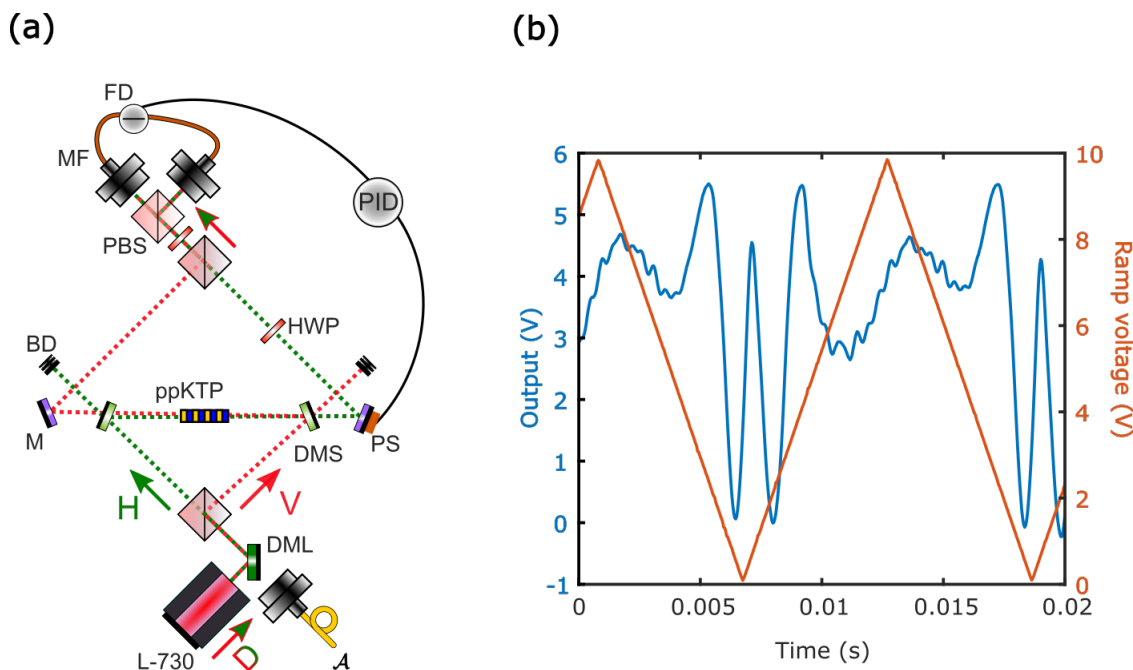 (a)
FD
MF
PID
PBS
HWP
BD
ppKTP
M
DMS
PS
H
V
DML
L-730
D
𝒜
(b)
6
5
4
3
2
1
0
-1
Output (V)
10
8
6
4
2
0
Ramp voltage (V)
0
0.005
0.01
0.015
0.02
Time (s)